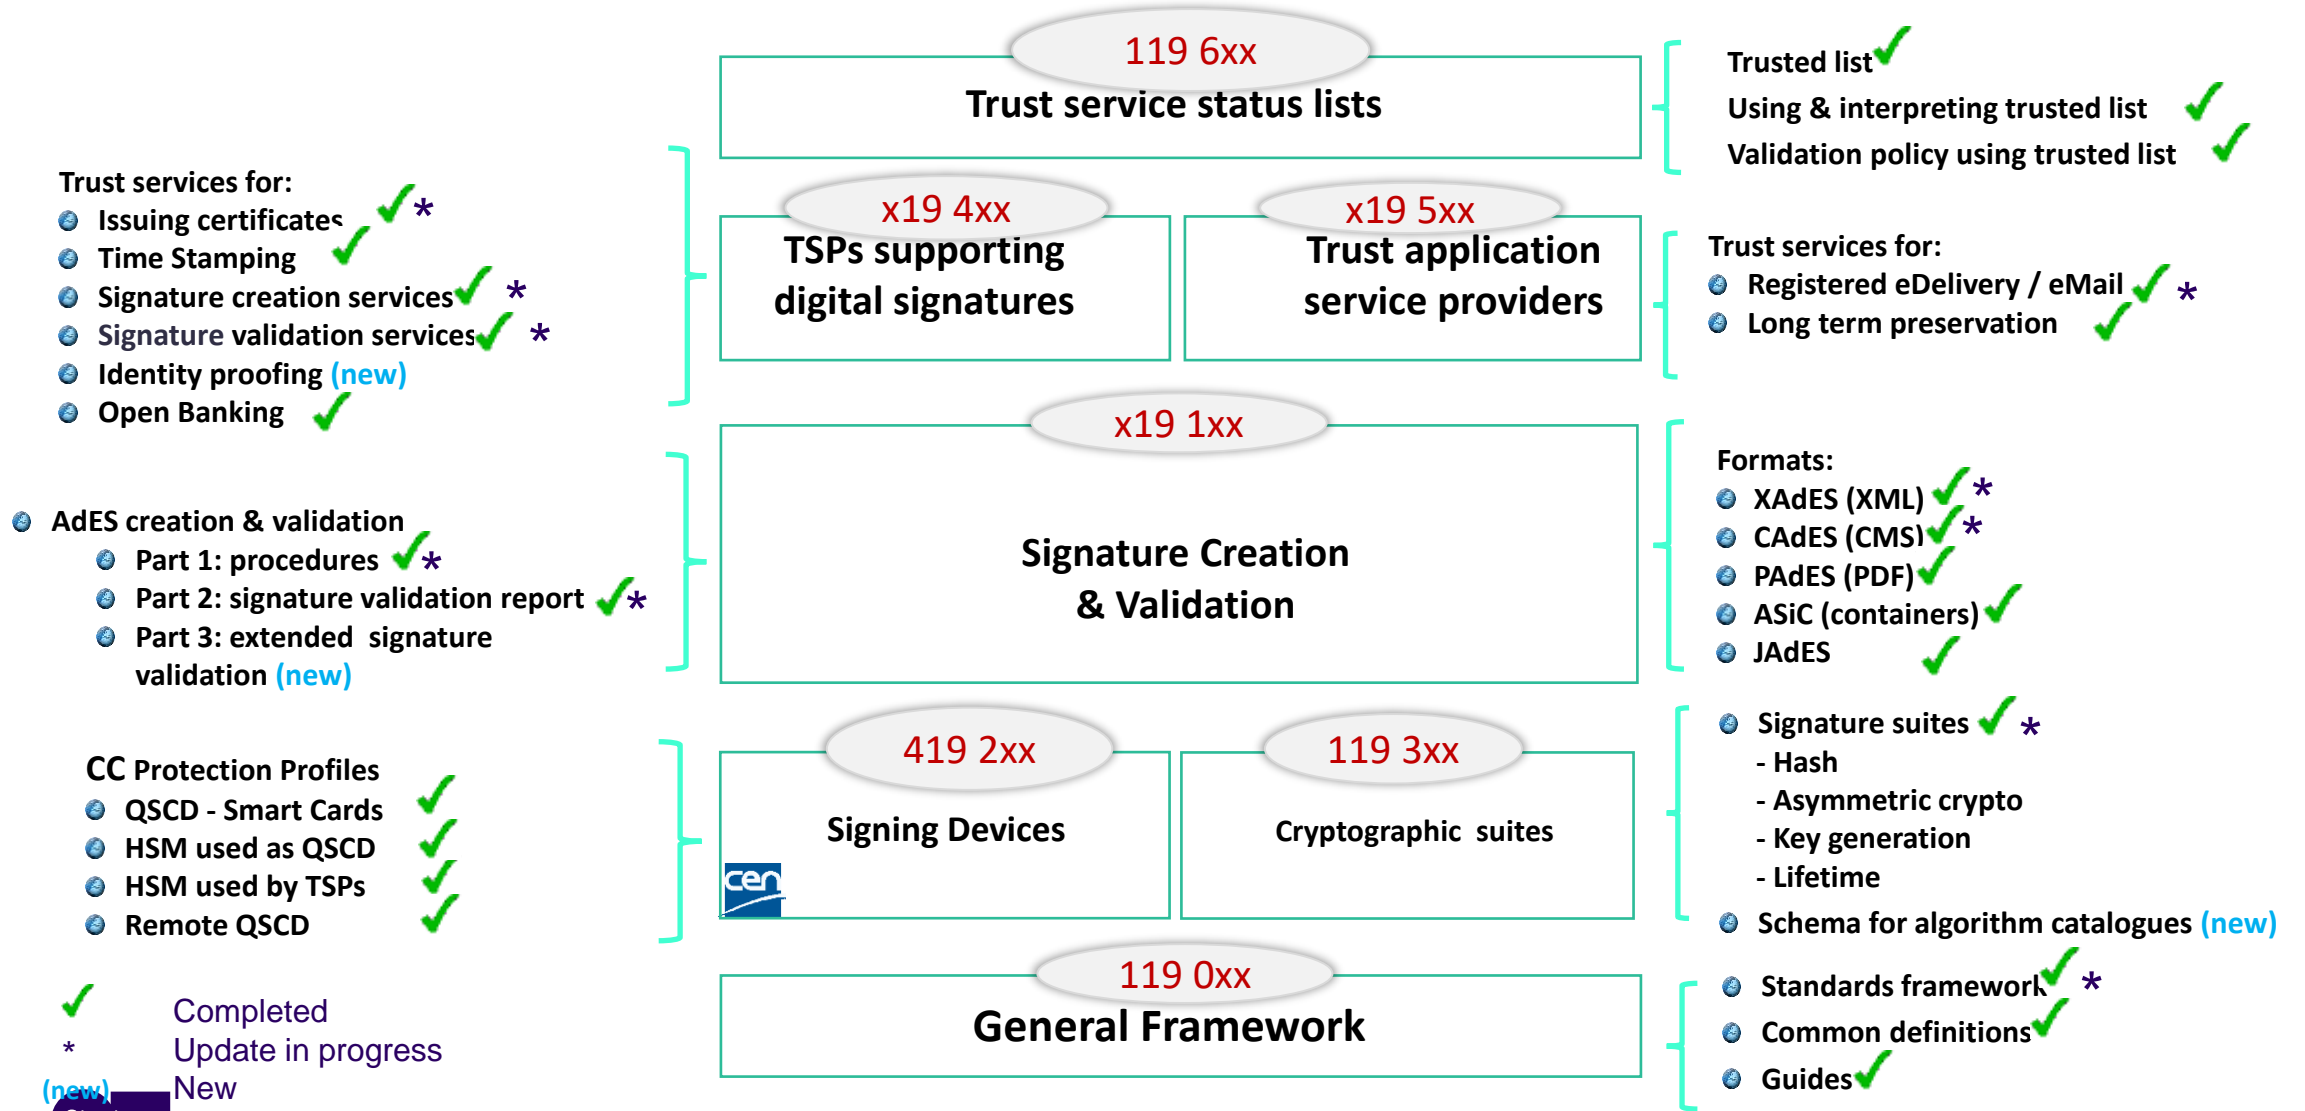 119 6xx
Trust service status lists
Trusted list
Using & interpreting trusted list
Validation policy using trusted list
Trust services for:
Issuing certificates *
Time Stamping
Signature creation services *
Signature validation services *
Identity proofing (new)
Open Banking
x19 4xx
TSPs supporting
digital signatures
x19 5xx
Trust application
service providers
Trust services for:
Registered eDelivery / eMail *
Long term preservation
x19 1xx
Signature Creation
& Validation
AdES creation & validation
Part 1: procedures *
Part 2: signature validation report *
Part 3: extended signature
validation (new)
Formats:
XAdES (XML) *
CAdES (CMS) *
PAdES (PDF)
ASiC (containers)
JAdES
CC Protection Profiles
QSCD - Smart Cards
HSM used as QSCD
HSM used by TSPs
Remote QSCD
419 2xx
Signing Devices
cen
119 3xx
Cryptographic suites
Signature suites *
- Hash
- Asymmetric crypto
- Key generation
- Lifetime
Schema for algorithm catalogues (new)
119 0xx
General Framework
Standards framework *
Common definitions
Guides
Completed
* Update in progress
(new) New